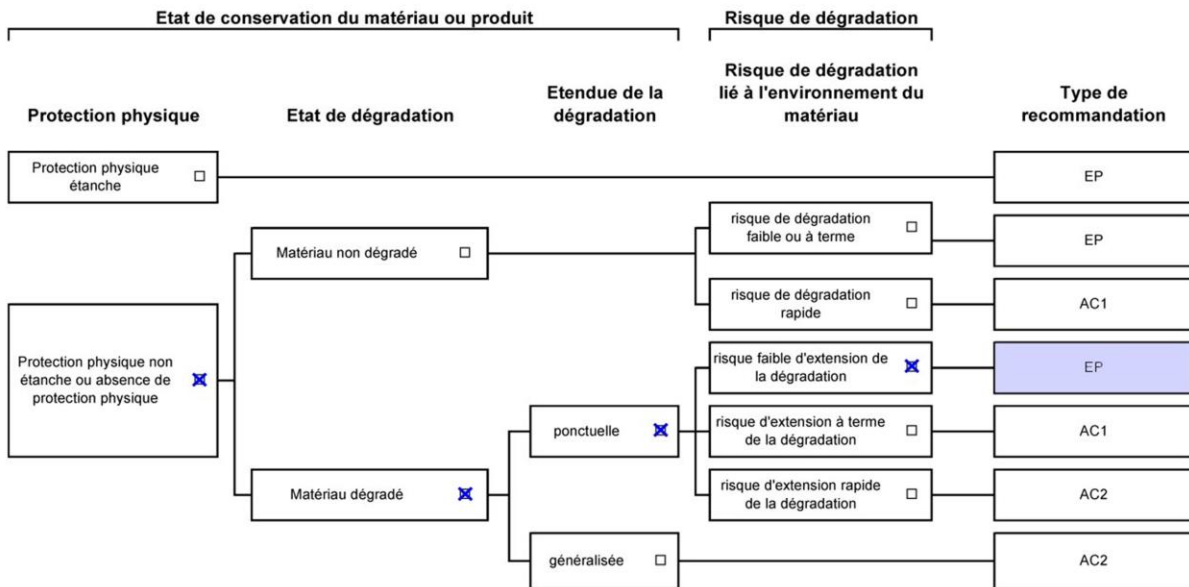 Etat de conservation du matériau ou produit
Risque de dégradation
Protection physique
Etat de dégradation
Etendue de la
dégradation
Risque de dégradation
lié à l'environnement du
matériau
Type de
recommandation
Protection physique
étanche
EP
risque de dégradation
faible ou à terme
EP
Matériau non dégradé
risque de dégradation
rapide
AC1
Protection physique non
étanche ou absence de
protection physique
risque faible d'extension de
la dégradation
EP
ponctuelle
risque d'extension à terme
de la dégradation
AC1
Matériau dégradé
risque d'extension rapide
de la dégradation
AC2
généralisée
AC2